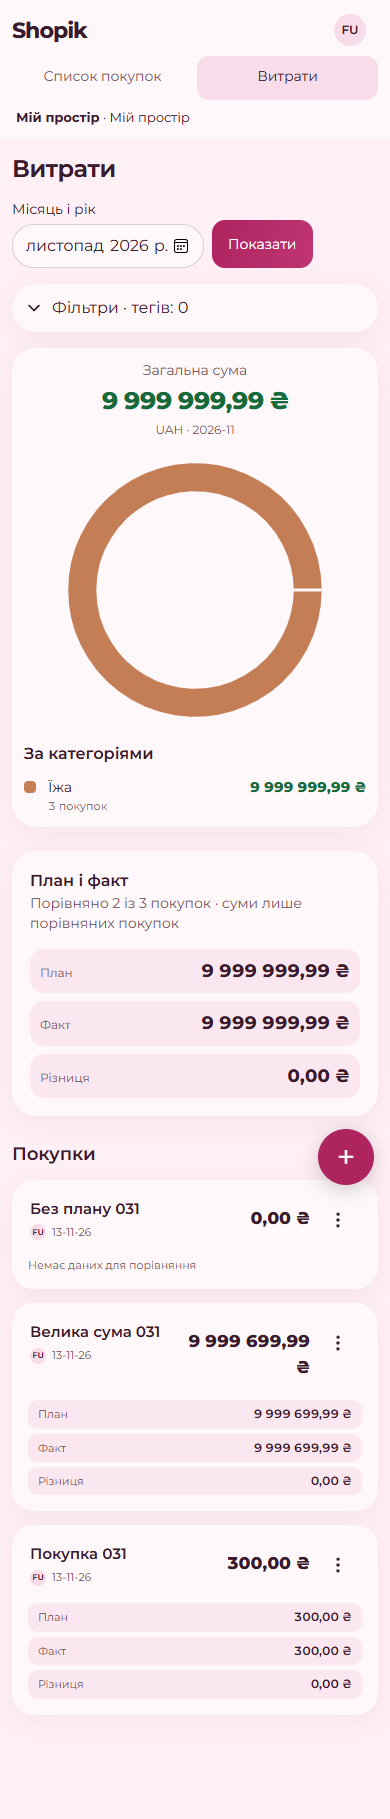 Shopik
FU
Список покупок
Витрати
Мій простір · Мій простір
Витрати
Місяць і рік
листопад 2026 р.
Показати
Фільтри · тегів: 0
Загальна сума
9 999 999,99 ₴
UAH · 2026-11
За категоріями
Їжа
9 999 999,99 ₴
3 покупок
План і факт
Порівняно 2 із 3 покупок · суми лише
порівняних покупок
План
9 999 999,99 ₴
Факт
9 999 999,99 ₴
Різниця
0,00 ₴
Покупки
+
Без плану 031
0,00 ₴
FU 13-11-26
Немає даних для порівняння
Велика сума 031
9 999 699,99
₴
FU 13-11-26
План
9 999 699,99 ₴
Факт
9 999 699,99 ₴
Різниця
0,00 ₴
Покупка 031
300,00 ₴
FU 13-11-26
План
300,00 ₴
Факт
300,00 ₴
Різниця
0,00 ₴